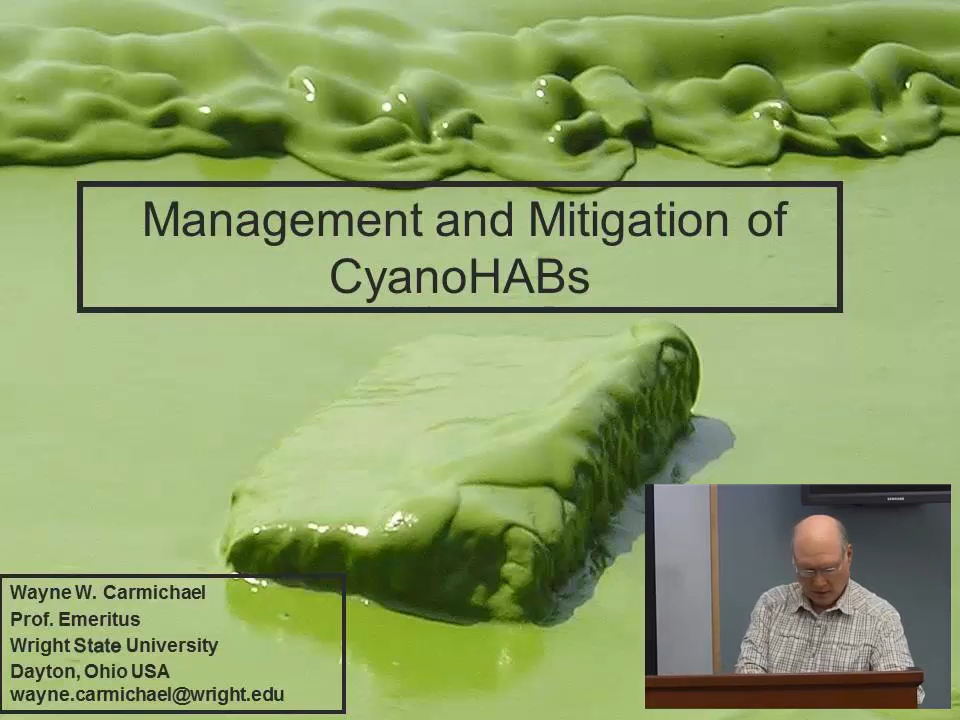 Management and Mitigation of
CyanoHABs
Wayne W. Carmichael
Prof. Emeritus
Wright State University
Dayton, Ohio USA
wayne.carmichael@wright.edu
SAMSUNG